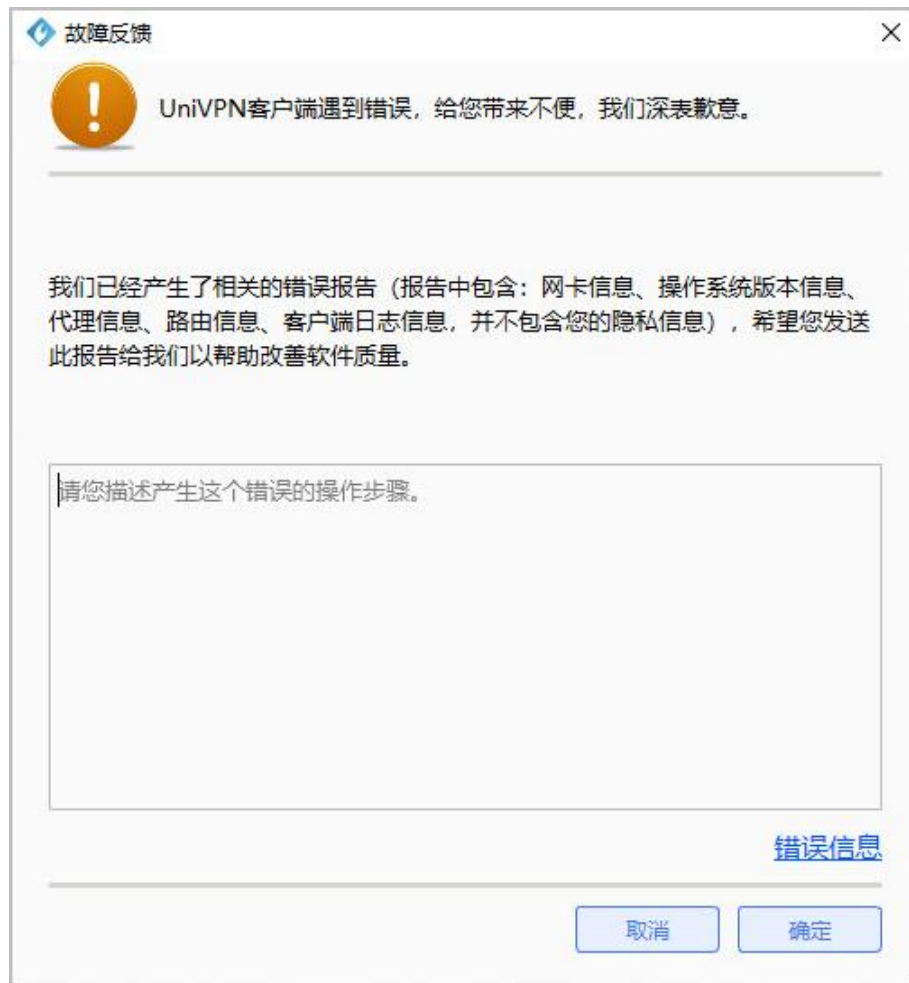 故障反馈
UniVPN客户端遇到错误，给您带来不便，我们深表歉意。
我们已经产生了相关的错误报告（报告中包含：网卡信息、操作系统版本信息、
代理信息、路由信息、客户端日志信息，并不包含您的隐私信息），希望您发送
此报告给我们以帮助改善软件质量。
请您描述产生这个错误的操作步骤。
错误信息
取消
确定